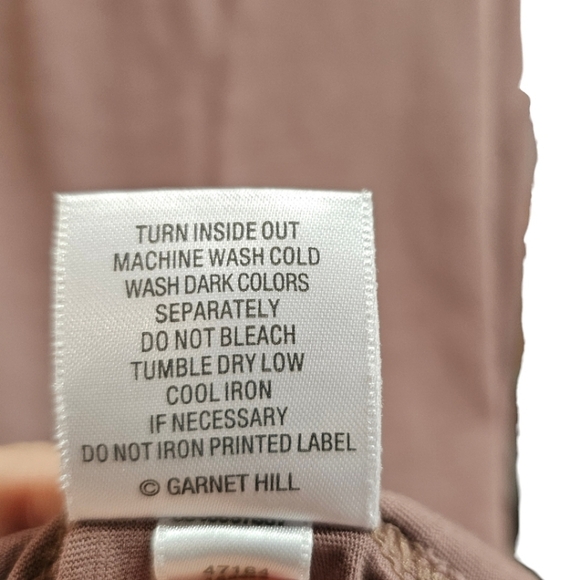 TURN INSIDE OUT
MACHINE WASH COLD
WASH DARK COLORS
SEPARATELY
DO NOT BLEACH
TUMBLE DRY LOW
COOL IRON
IF NECESSARY
DO NOT IRON PRINTED LABEL
© GARNET HILL